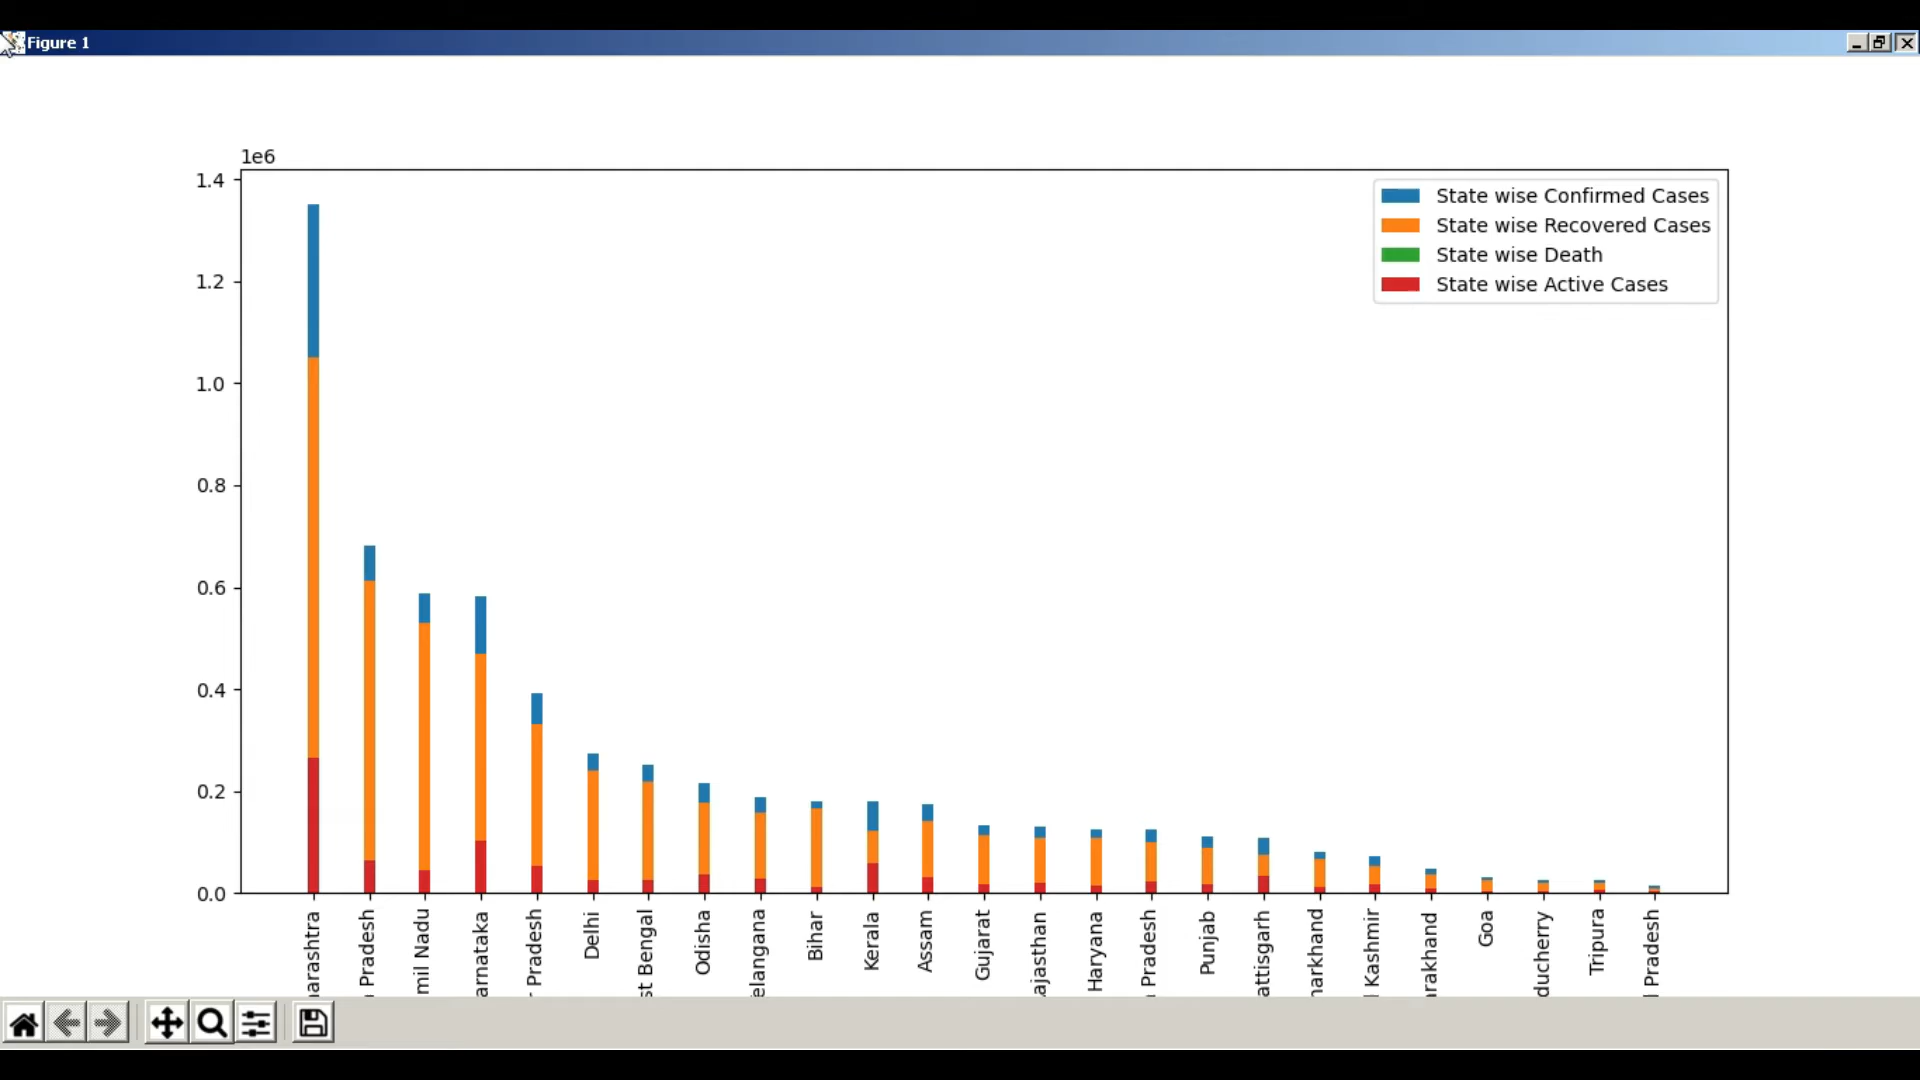 Figure 1
1e6
1.4
1.2
1.0
0.8
0.6
0.4
0.2
0.0
State wise Confirmed Cases
State wise Recovered Cases
State wise Death
State wise Active Cases
arashtra
Pradesh
mil Nadu
arnataka
Pradesh
Delhi
st Bengal
Odisha
elangana
Bihar
Kerala
Assam
Gujarat
ajasthan
Haryana
Pradesh
Punjab
attisgarh
arkhand
Kashmir
arakhand
Goa
ducherry
Tripura
Pradesh